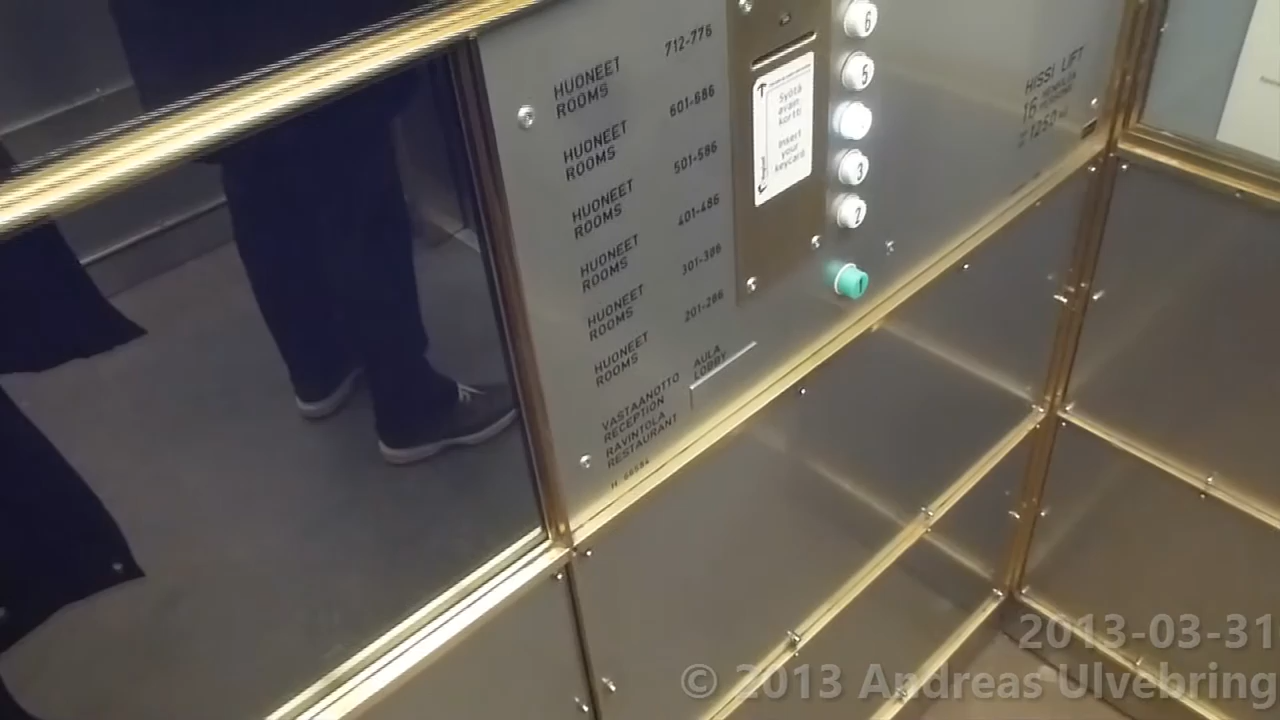 HUONEET 712-776
ROOMS
HUONEET 601-686
ROOMS
HUONEET 501-586
ROOMS
HUONEET 401-486
ROOMS
HUONEET 301-386
ROOMS
HUONEET 201-286
ROOMS
VASTAANOTTO AULA
RECEPTION LOBBY
RAVINTOLA
RESTAURANT
Syötä
avain
kortti
Insert
your
keycard
6
5
3
2
1
HISSI LIFT
16
1250
2013-03-31
© 2013 Andreas Ulvebring